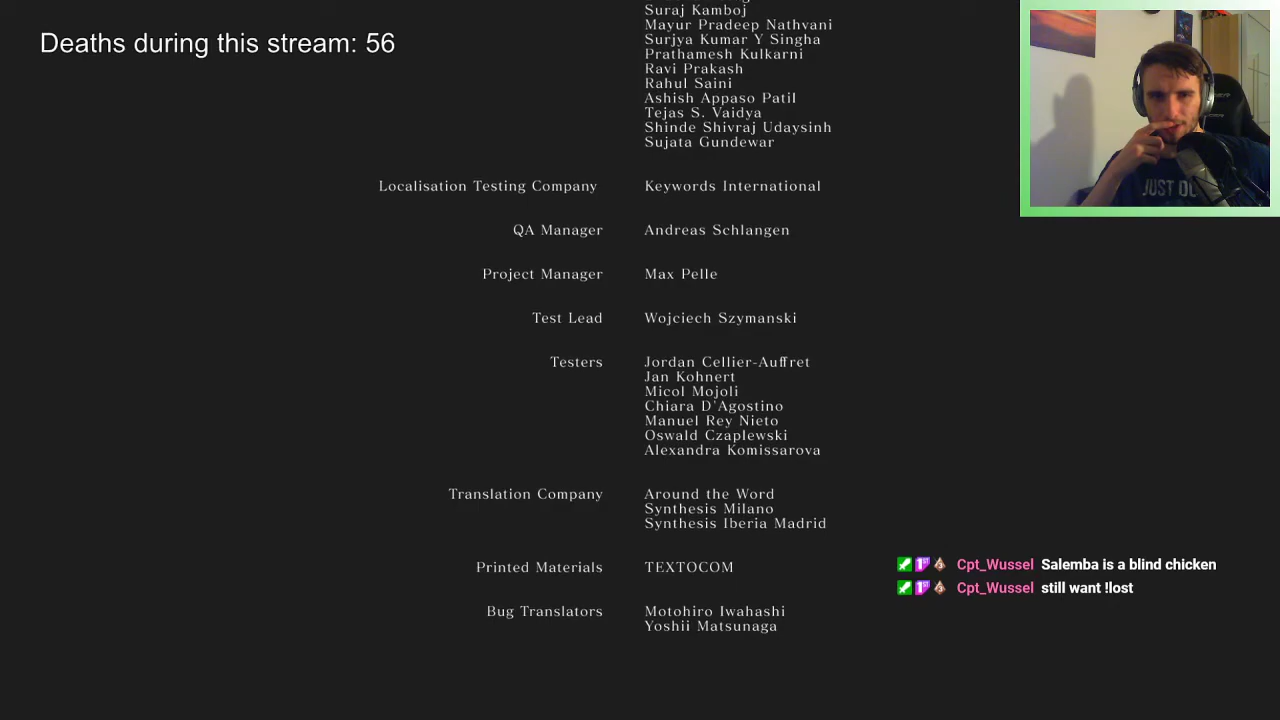 Deaths during this stream: 56
Suraj Kamboj
Mayur Pradeep Nathvani
Surjya Kumar Y Singha
Prathamesh Kulkarni
Ravi Prakash
Rahul Saini
Ashish Appaso Patil
Tejas S. Vaidya
Shinde Shivraj Udaysinh
Sujata Gundewar
Localisation Testing Company Keywords International
QA Manager Andreas Schlangen
Project Manager Max Pelle
Test Lead Wojciech Szymanski
Testers Jordan Cellier-Auffret
Jan Kohnert
Micol Mojoli
Chiara D'Agostino
Manuel Rey Nieto
Oswald Czaplewski
Alexandra Komissarova
Translation Company Around the Word
Synthesis Milano
Synthesis Iberia Madrid
Printed Materials TEXTOCOM
Bug Translators Motohiro Iwahashi
Yoshii Matsunaga
JUST DO
Cpt_Wussel Salemba is a blind chicken
Cpt_Wussel still want !lost